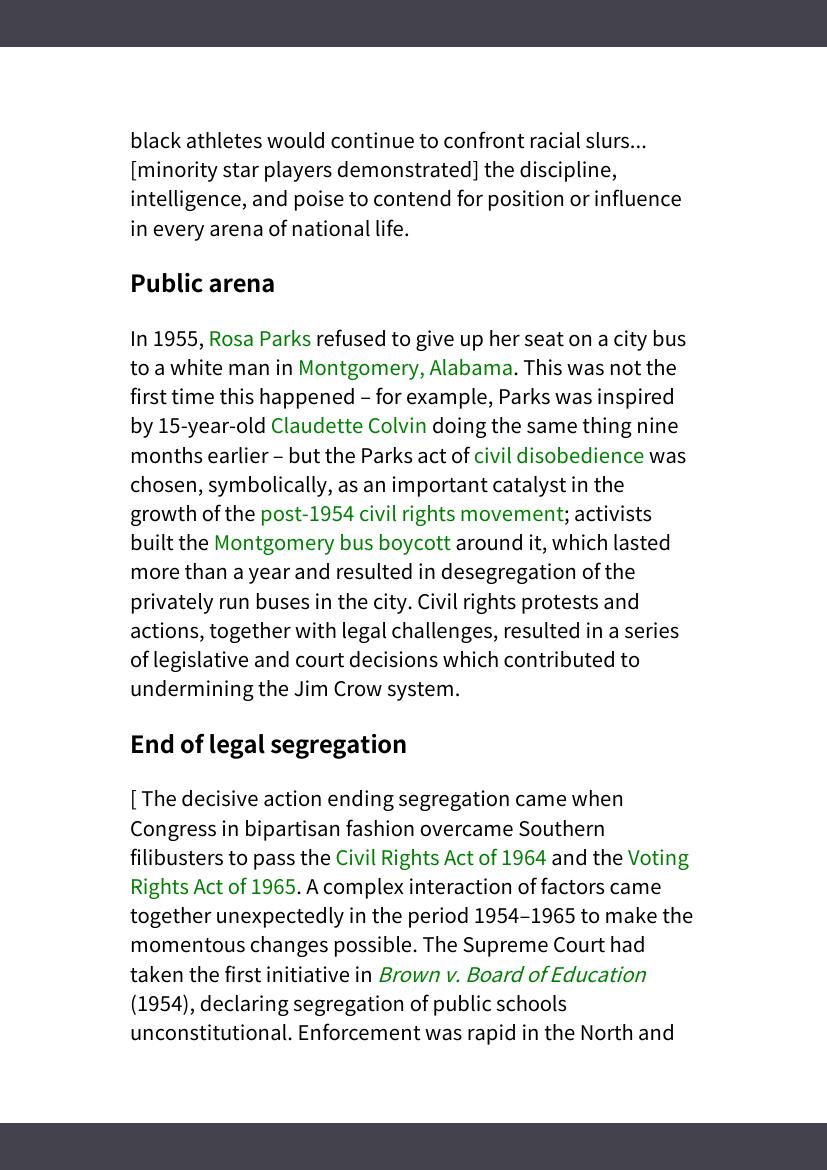 black athletes would continue to confront racial slurs...
[minority star players demonstrated] the discipline,
intelligence, and poise to contend for position or influence
in every arena of national life.
Public arena
In 1955, Rosa Parks refused to give up her seat on a city bus
to a white man in Montgomery, Alabama. This was not the
first time this happened – for example, Parks was inspired
by 15-year-old Claudette Colvin doing the same thing nine
months earlier – but the Parks act of civil disobedience was
chosen, symbolically, as an important catalyst in the
growth of the post-1954 civil rights movement; activists
built the Montgomery bus boycott around it, which lasted
more than a year and resulted in desegregation of the
privately run buses in the city. Civil rights protests and
actions, together with legal challenges, resulted in a series
of legislative and court decisions which contributed to
undermining the Jim Crow system.
End of legal segregation
[ The decisive action ending segregation came when
Congress in bipartisan fashion overcame Southern
filibusters to pass the Civil Rights Act of 1964 and the Voting
Rights Act of 1965. A complex interaction of factors came
together unexpectedly in the period 1954–1965 to make the
momentous changes possible. The Supreme Court had
taken the first initiative in Brown v. Board of Education
(1954), declaring segregation of public schools
unconstitutional. Enforcement was rapid in the North and